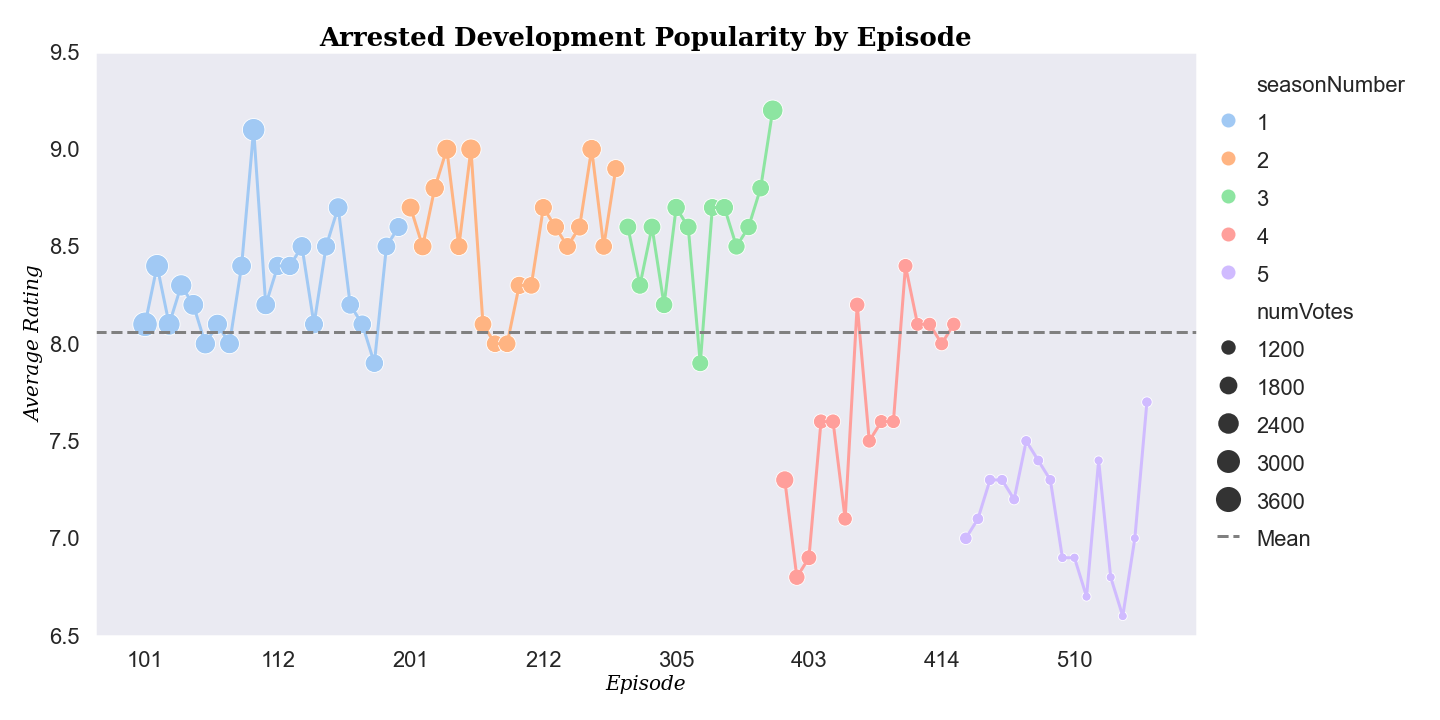 Arrested Development Popularity by Episode
9.5
9.0
8.5
8.0
7.5
7.0
6.5
Average Rating
101 112 201 212 305 403 414 510
Episode
seasonNumber
1
2
3
4
5
numVotes
1200
1800
2400
3000
3600
Mean